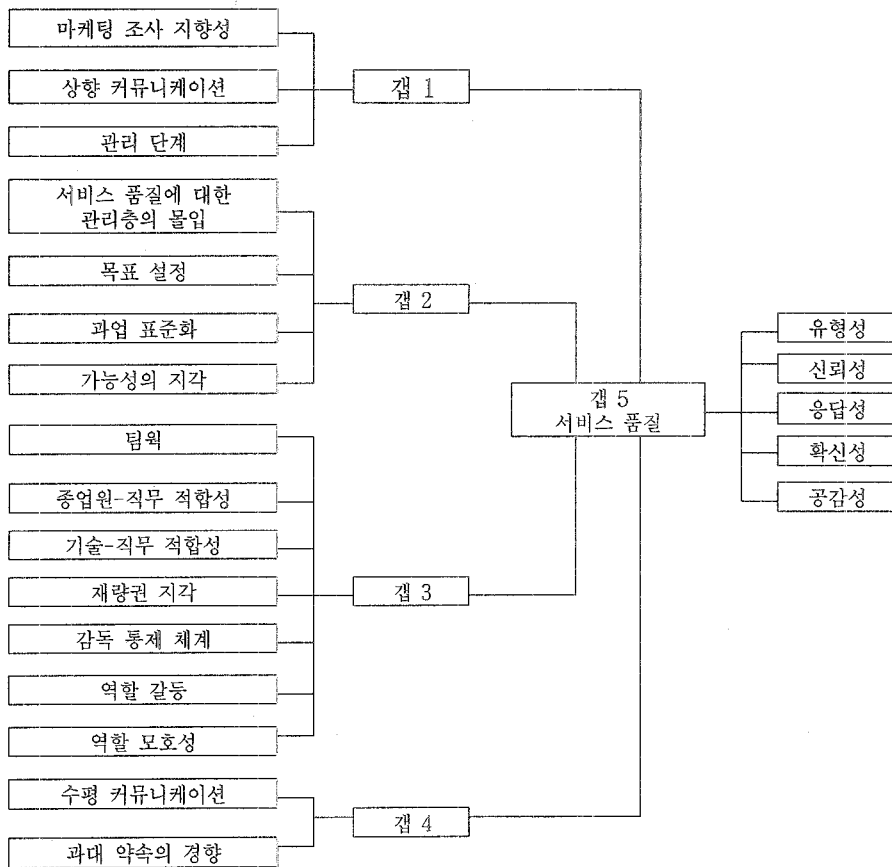 마케팅 조사 지향성
상향 커뮤니케이션
관리 단계
갭 1
서비스 품질에 대한
관리층의 몰입
목표 설정
과업 표준화
가능성의 지각
갭 2
팀웍
종업원-직무 적합성
기술-직무 적합성
재량권 지각
감독 통제 체계
역할 갈등
역할 모호성
갭 3
수평 커뮤니케이션
과대 약속의 경향
갭 4
갭 5
서비스 품질
유형성
신뢰성
응답성
확신성
공감성